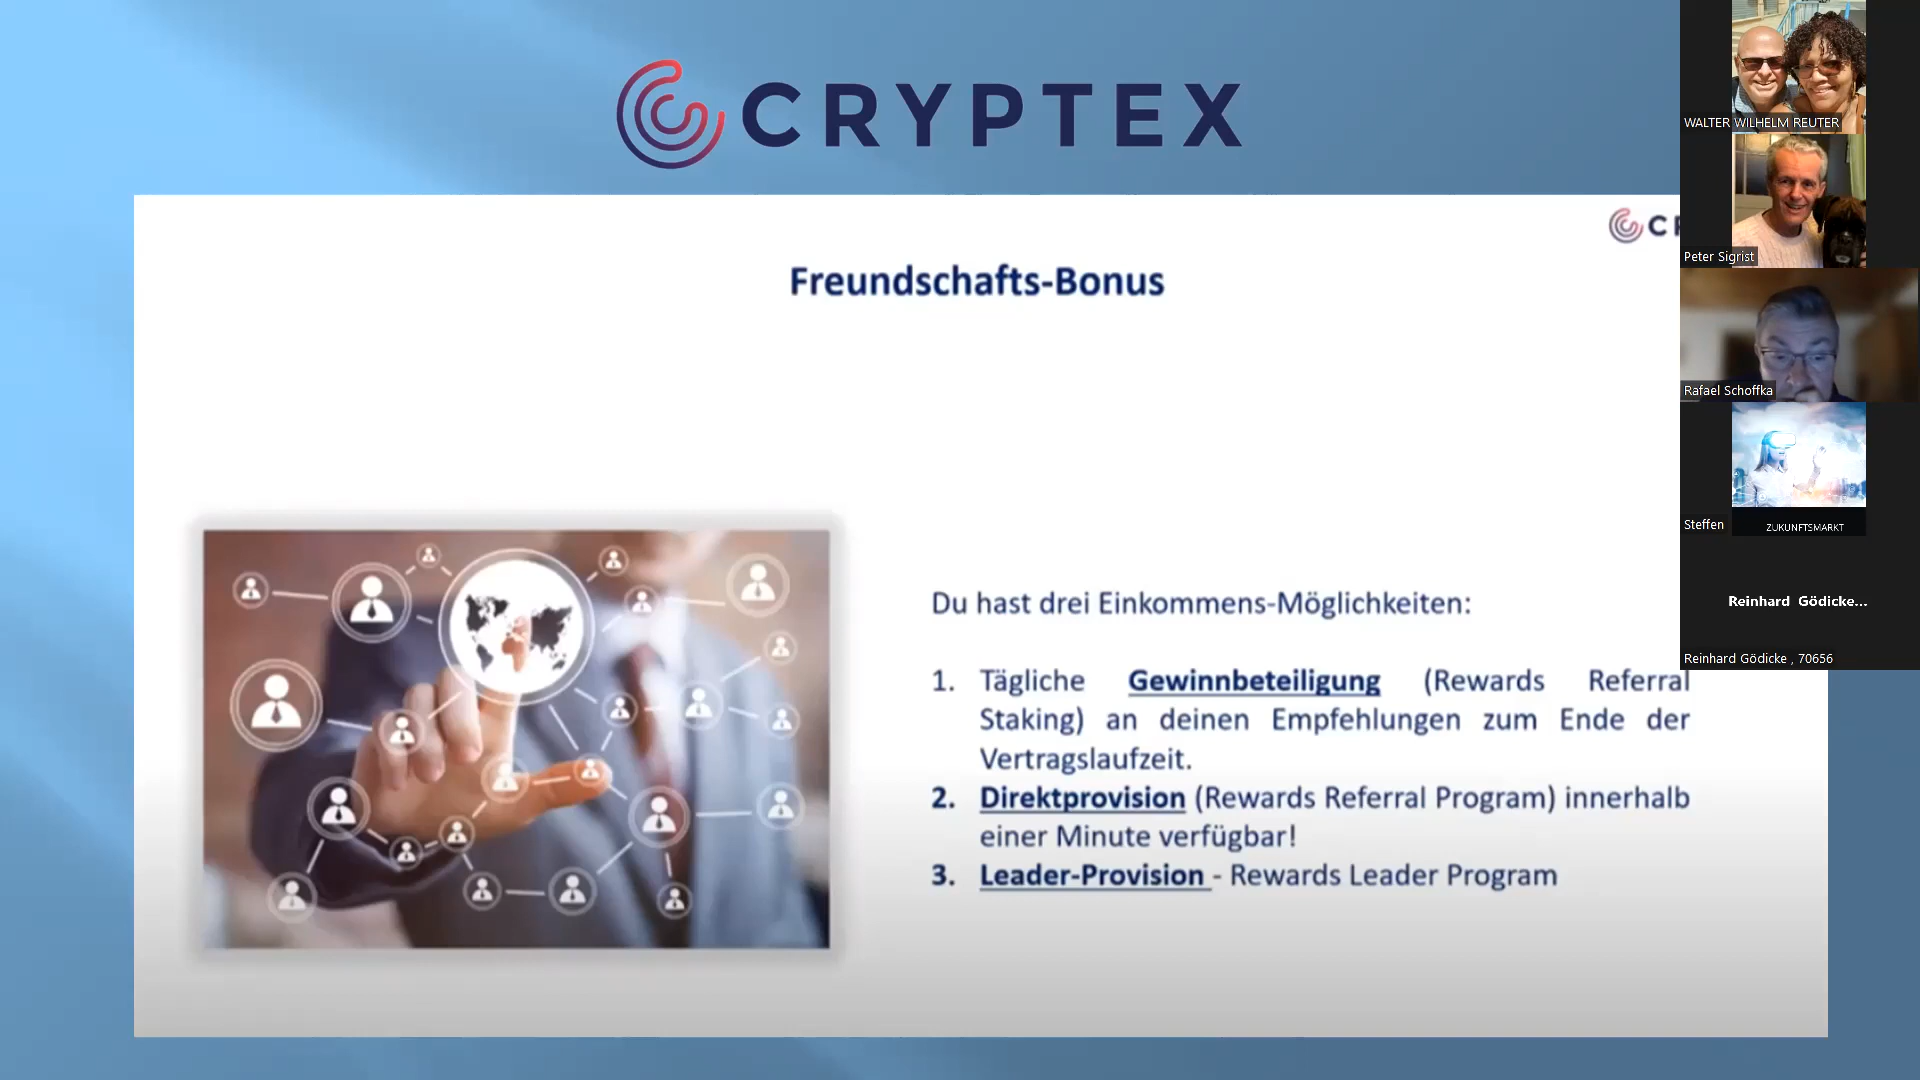 CRYPTEX
Freundschafts-Bonus
Du hast drei Einkommens-Möglichkeiten:
1. Tägliche Gewinnbeteiligung (Rewards Referral
Staking) an deinen Empfehlungen zum Ende der
Vertragslaufzeit.
2. Direktprovision (Rewards Referral Program) innerhalb
einer Minute verfügbar!
3. Leader-Provision - Rewards Leader Program
WALTER WILHELM REUTER
Peter Sigrist
Rafael Schoffka
Steffen
ZUKUNFTSMARKT
Reinhard Gödicke...
Reinhard Gödicke , 70656